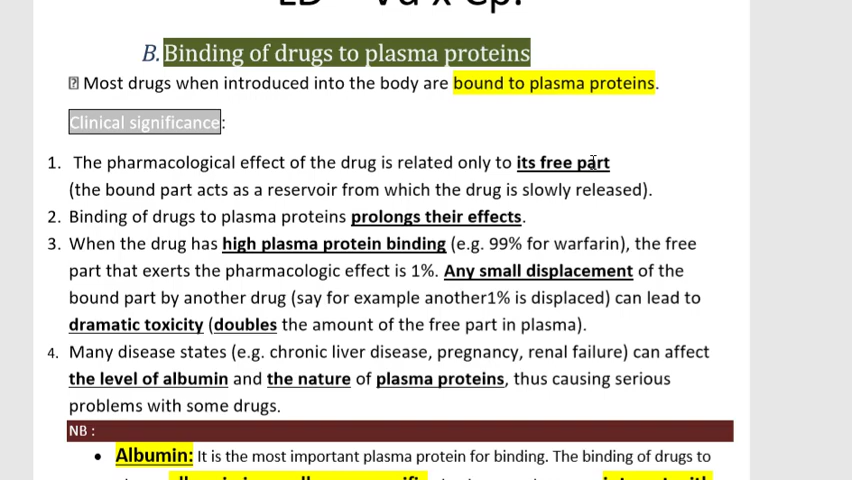 LD = Vd x Cp.
B. Binding of drugs to plasma proteins
Most drugs when introduced into the body are bound to plasma proteins.
Clinical significance:
1. The pharmacological effect of the drug is related only to its free part
(the bound part acts as a reservoir from which the drug is slowly released).
2. Binding of drugs to plasma proteins prolongs their effects.
3. When the drug has high plasma protein binding (e.g. 99% for warfarin), the free
part that exerts the pharmacologic effect is 1%. Any small displacement of the
bound part by another drug (say for example another1% is displaced) can lead to
dramatic toxicity (doubles the amount of the free part in plasma).
4. Many disease states (e.g. chronic liver disease, pregnancy, renal failure) can affect
the level of albumin and the nature of plasma proteins, thus causing serious
problems with some drugs.
NB :
• Albumin: It is the most important plasma protein for binding. The binding of drugs to